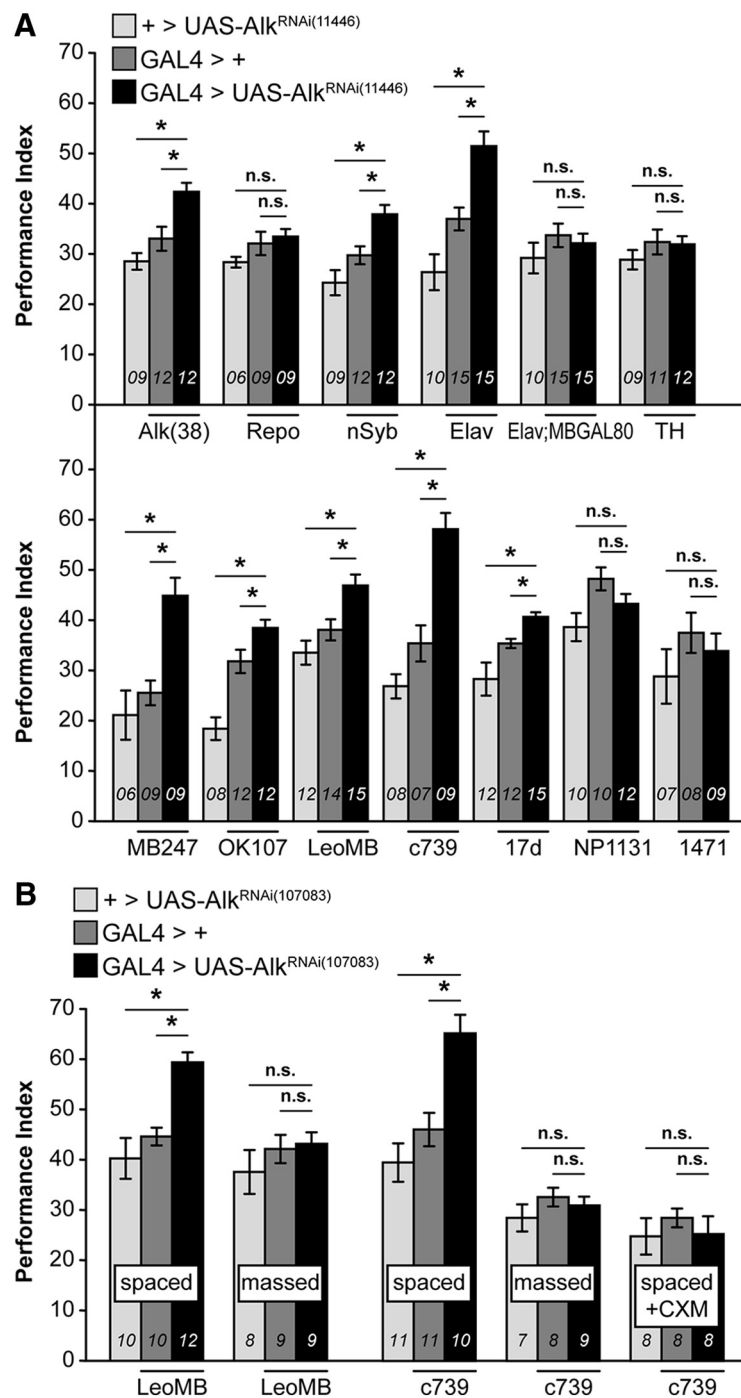 A
+ > UAS-Alk^RNAi(11446)
GAL4 > +
GAL4 > UAS-Alk^RNAi(11446)
Performance Index
70
60
50
40
30
20
10
0
* * n.s. n.s. * * * * n.s. n.s. n.s. n.s.
09 12 12 06 09 09 09 12 12 10 15 15 10 15 15 09 11 12
Alk(38) Repo nSyb Elav Elav;MBGAL80 TH
Performance Index
70
60
50
40
30
20
10
0
* * * * * * * * * * n.s. n.s. n.s. n.s.
06 09 09 08 12 12 12 14 15 08 07 09 12 12 15 10 10 12 07 08 09
MB247 OK107 LeoMB c739 17d NP1131 1471
B
+ > UAS-Alk^RNAi(107083)
GAL4 > +
GAL4 > UAS-Alk^RNAi(107083)
Performance Index
70
60
50
40
30
20
10
0
* * n.s. n.s. * * n.s. n.s. n.s. n.s.
spaced massed spaced massed spaced
+CXM
10 10 12 8 9 9 11 11 10 7 8 9 8 8 8
LeoMB LeoMB c739 c739 c739